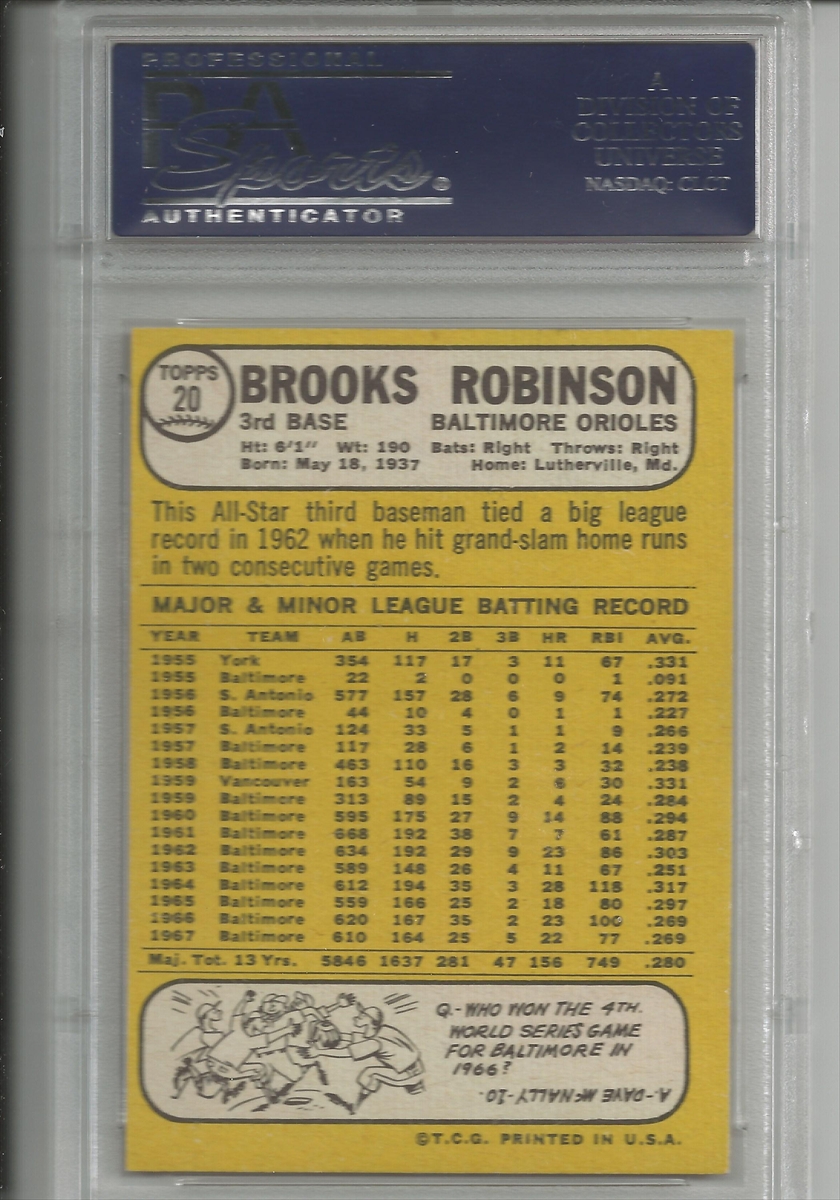 PROFESSIONAL
PSA
Sports®
AUTHENTICATOR
A
DIVISION OF
COLLECTORS
UNIVERSE
NASDAQ: CLCT
TOPPS
20
BROOKS ROBINSON
3rd BASE BALTIMORE ORIOLES
Ht: 6'1" Wt: 190 Bats: Right Throws: Right
Born: May 18, 1937 Home: Lutherville, Md.
This All-Star third baseman tied a big league
record in 1962 when he hit grand-slam home runs
in two consecutive games.
MAJOR & MINOR LEAGUE BATTING RECORD
YEAR TEAM AB H 2B 3B HR RBI AVG.
1955 York 354 117 17 3 11 67 .331
1955 Baltimore 22 2 0 0 0 1 .091
1956 S. Antonio 577 157 28 6 9 74 .272
1956 Baltimore 44 10 4 0 1 1 .227
1957 S. Antonio 124 33 5 1 1 9 .266
1957 Baltimore 117 28 6 1 2 14 .239
1958 Baltimore 463 110 16 3 3 32 .238
1959 Vancouver 163 54 9 2 6 30 .331
1959 Baltimore 313 89 15 2 4 24 .284
1960 Baltimore 595 175 27 9 14 88 .294
1961 Baltimore 668 192 38 7 7 61 .287
1962 Baltimore 634 192 29 9 23 86 .303
1963 Baltimore 589 148 26 4 11 67 .251
1964 Baltimore 612 194 35 3 28 118 .317
1965 Baltimore 559 166 25 2 18 80 .297
1966 Baltimore 620 167 35 2 23 100 .269
1967 Baltimore 610 164 25 5 22 77 .269
Maj. Tot. 13 Yrs. 5846 1637 281 47 156 749 .280
Q.-WHO WON THE 4TH.
WORLD SERIES GAME
FOR BALTIMORE IN
1966?
A.-DAVE McNALLY-1-0.
©T.C.G. PRINTED IN U.S.A.